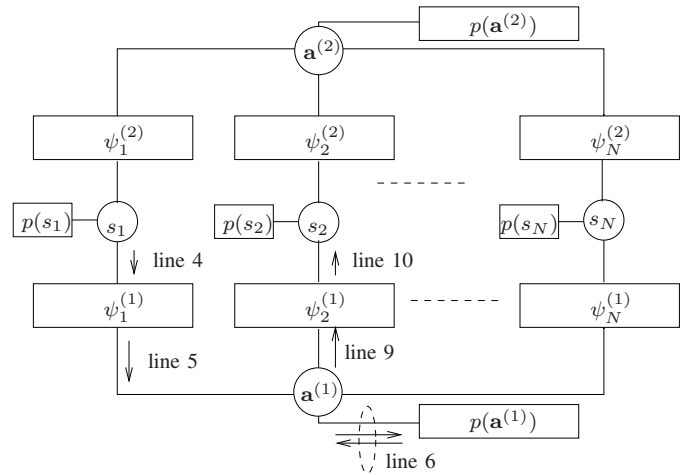 p(𝐚^{(2)})
𝐚^{(2)}
ψ_1^{(2)} ψ_2^{(2)} ψ_N^{(2)}
p(s_1) s_1 p(s_2) s_2 p(s_N) s_N
line 4 line 10
ψ_1^{(1)} ψ_2^{(1)} ψ_N^{(1)}
line 5 line 9
𝐚^{(1)}
p(𝐚^{(1)})
line 6